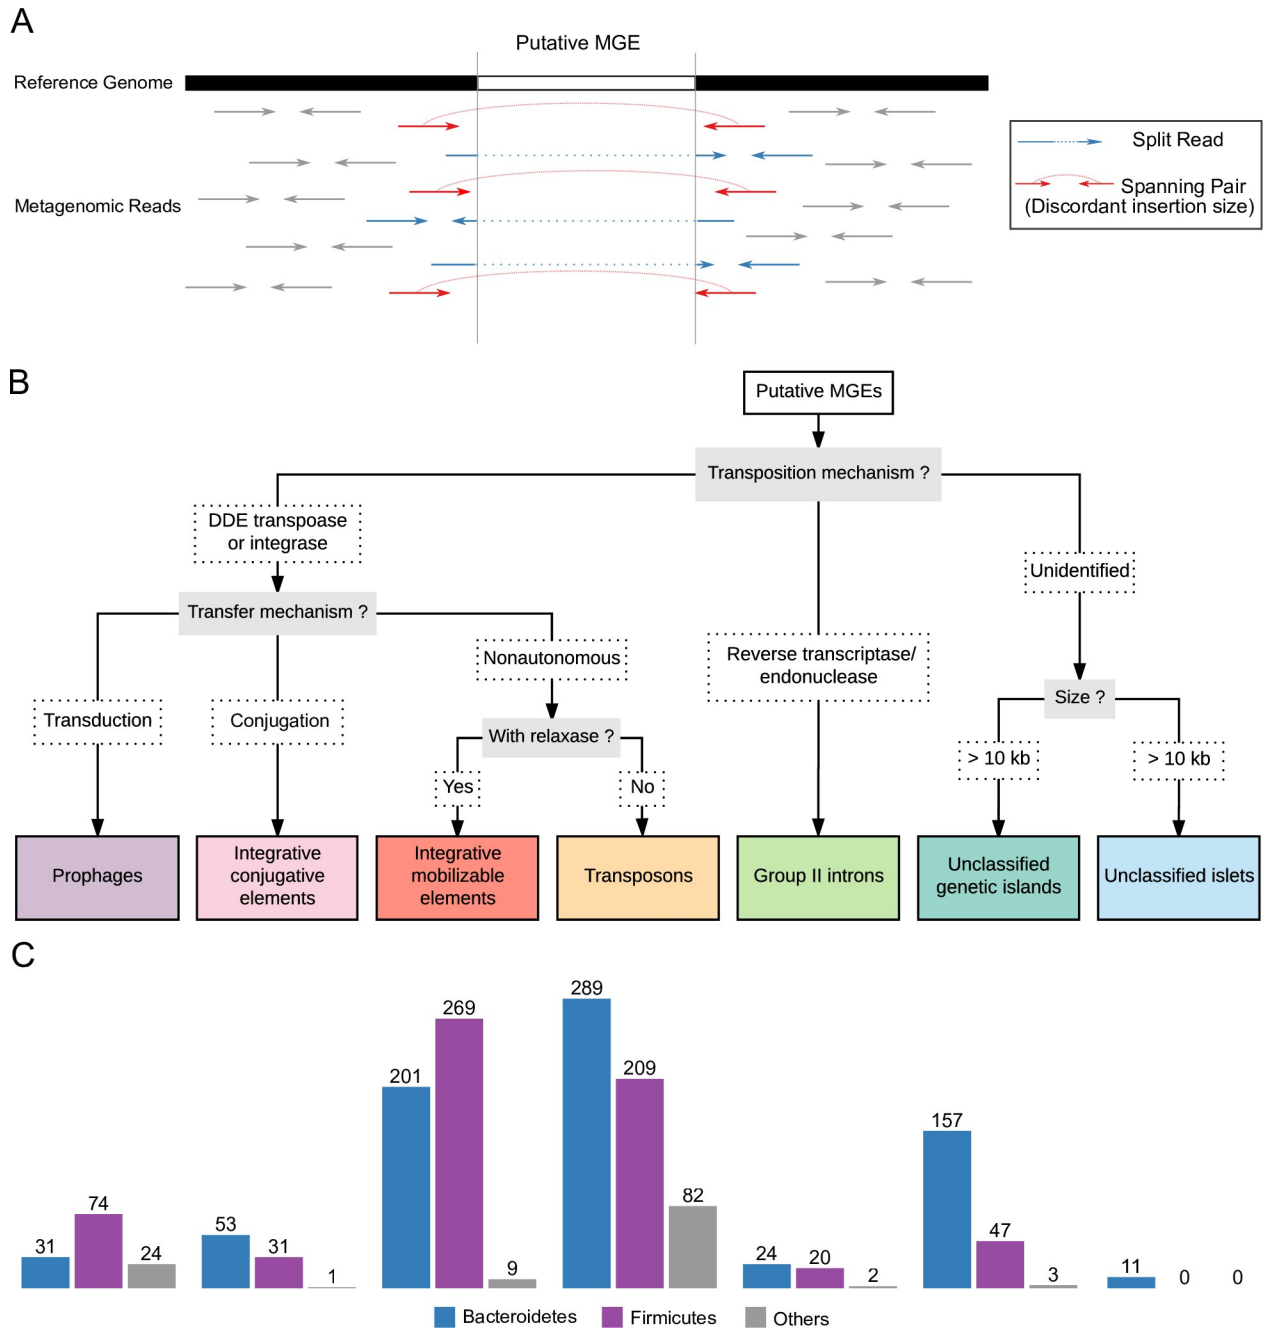 A
Putative MGE
Reference Genome
Split Read
Spanning Pair
(Discordant insertion size)
Metagenomic Reads
B
Putative MGEs
Transposition mechanism ?
DDE transpoase
or integrase
Unidentified
Transfer mechanism ?
Nonautonomous
Reverse transcriptase/
endonuclease
Size ?
Transduction
Conjugation
With relaxase ?
> 10 kb
> 10 kb
Yes
No
Prophages
Integrative
conjugative
elements
Integrative
mobilizable
elements
Transposons
Group II introns
Unclassified
genetic islands
Unclassified islets
C
31
74
24
53
31
1
201
269
9
289
209
82
24
20
2
157
47
3
11
0
0
Bacteroidetes
Firmicutes
Others